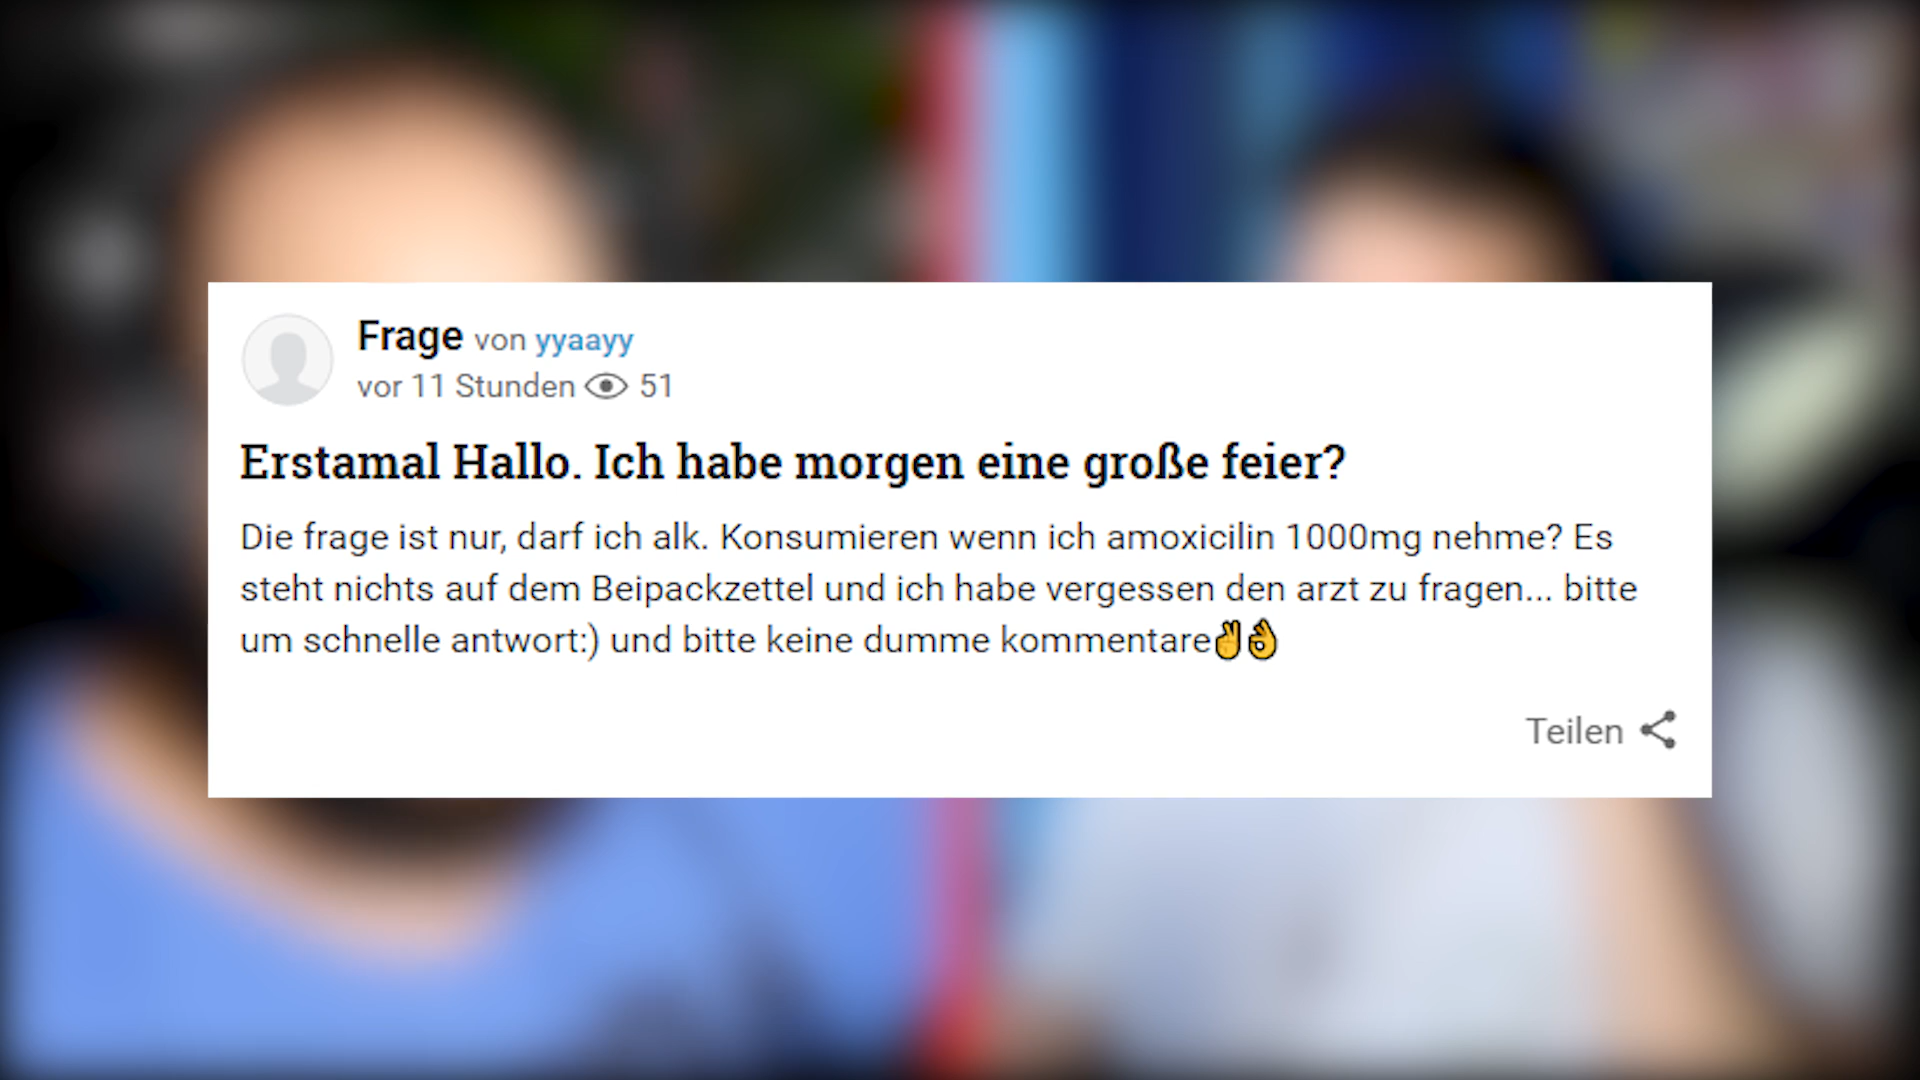 Frage von yyaayy
vor 11 Stunden 51
Erstamal Hallo. Ich habe morgen eine große feier?
Die frage ist nur, darf ich alk. Konsumieren wenn ich amoxicilin 1000mg nehme? Es
steht nichts auf dem Beipackzettel und ich habe vergessen den arzt zu fragen... bitte
um schnelle antwort:) und bitte keine dumme kommentare✌👌
Teilen